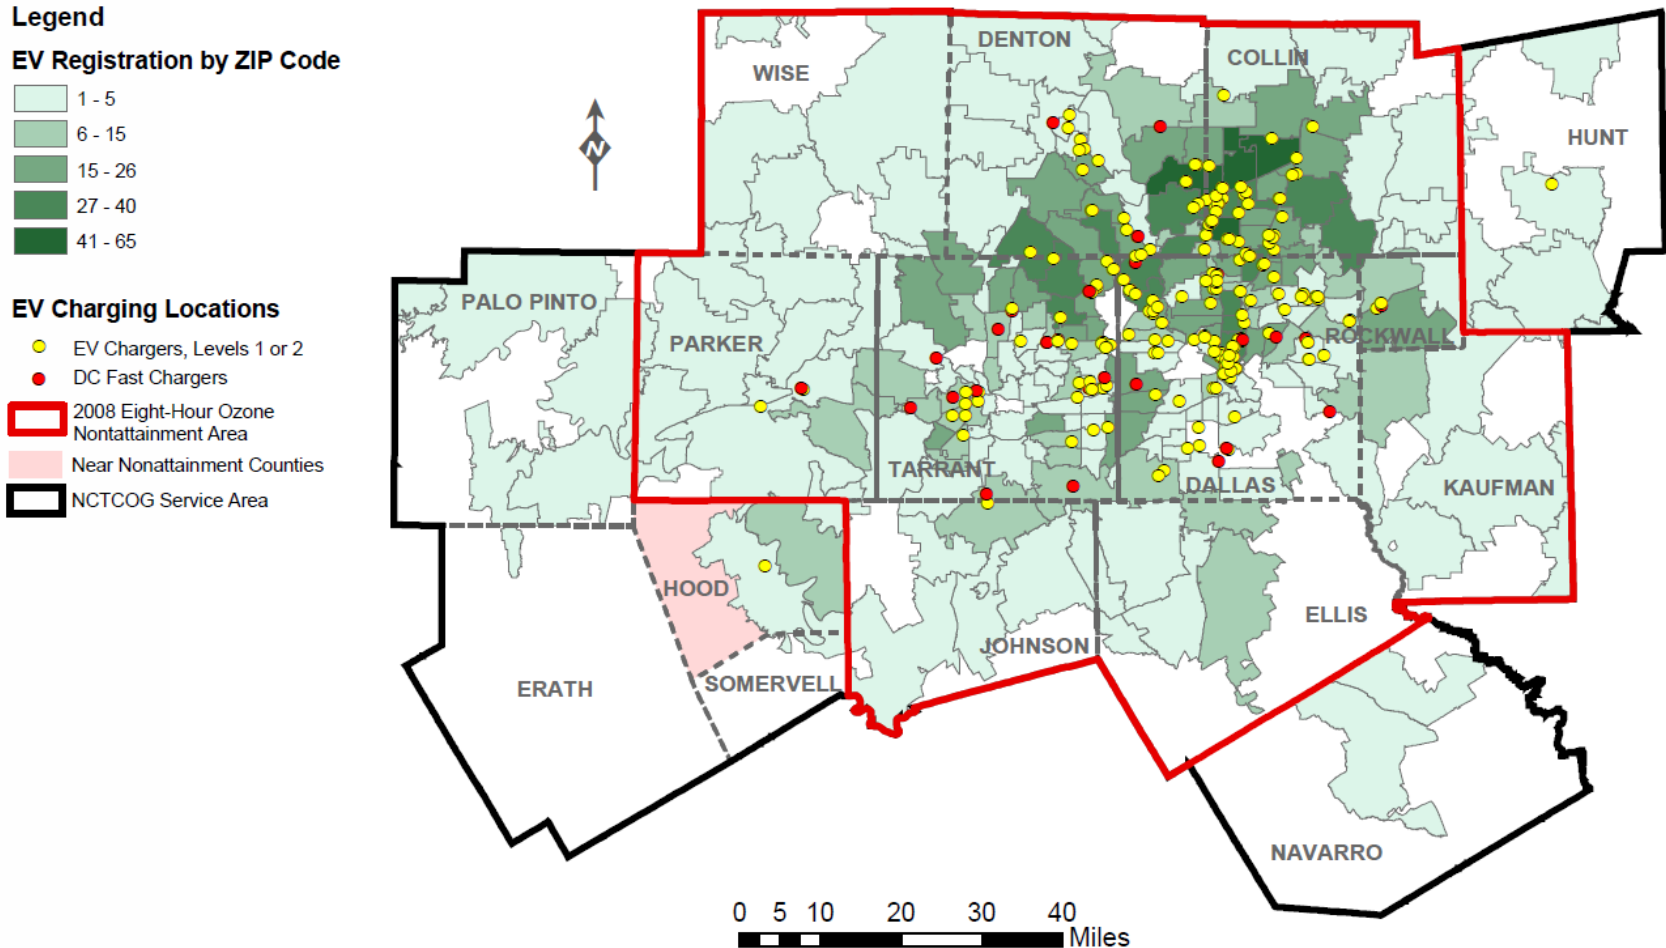 Legend
EV Registration by ZIP Code
1 - 5
6 - 15
15 - 26
27 - 40
41 - 65
EV Charging Locations
EV Chargers, Levels 1 or 2
DC Fast Chargers
2008 Eight-Hour Ozone
Nontattainment Area
Near Nonattainment Counties
NCTCOG Service Area
N
WISE
DENTON
COLLIN
HUNT
PALO PINTO
PARKER
ROCKWALL
TARRANT
DALLAS
KAUFMAN
HOOD
ELLIS
JOHNSON
ERATH
SOMERVELL
NAVARRO
0 5 10 20 30 40
Miles